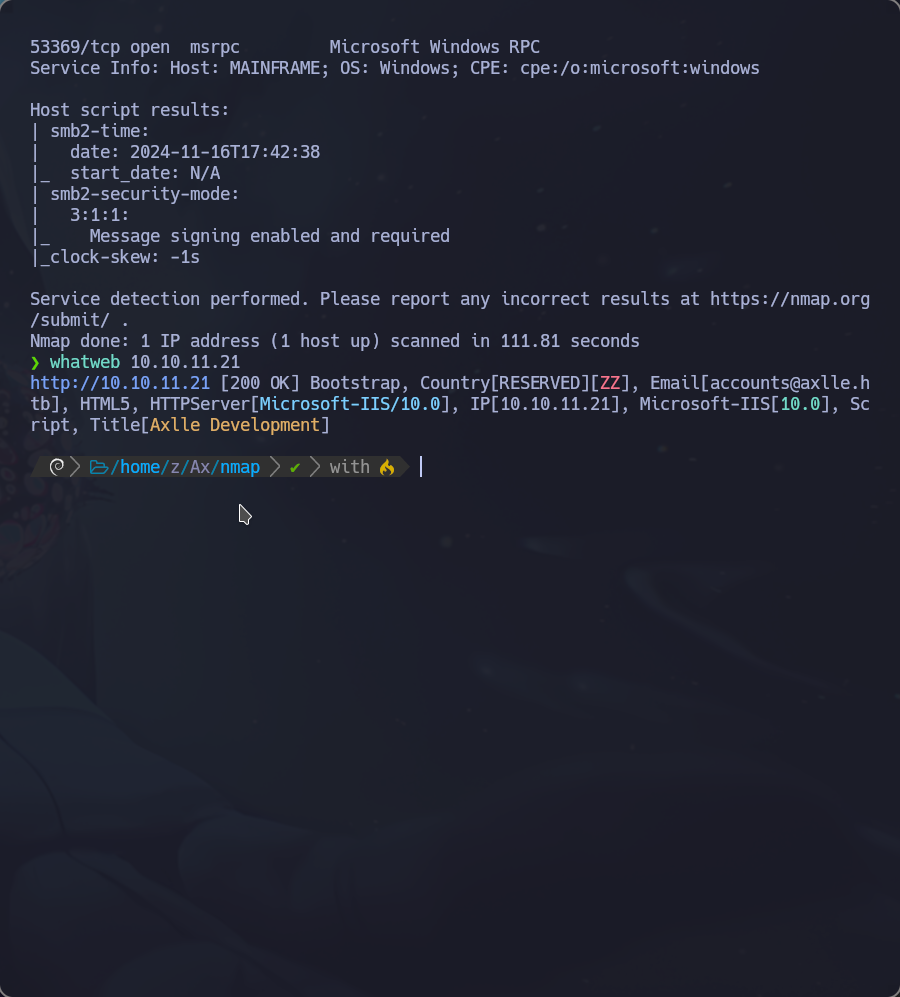 53369/tcp open  msrpc         Microsoft Windows RPC
Service Info: Host: MAINFRAME; OS: Windows; CPE: cpe:/o:microsoft:windows
Host script results:
| smb2-time:
|   date: 2024-11-16T17:42:38
|_  start_date: N/A
| smb2-security-mode:
|   3:1:1:
|_    Message signing enabled and required
|_clock-skew: -1s
Service detection performed. Please report any incorrect results at https://nmap.org
/submit/ .
Nmap done: 1 IP address (1 host up) scanned in 111.81 seconds
❯ whatweb 10.10.11.21
http://10.10.11.21 [200 OK] Bootstrap, Country[RESERVED][ZZ], Email[accounts@axlle.h
tb], HTML5, HTTPServer[Microsoft-IIS/10.0], IP[10.10.11.21], Microsoft-IIS[10.0], Sc
ript, Title[Axlle Development]
/home/z/Ax/nmap ✔ with 🔥